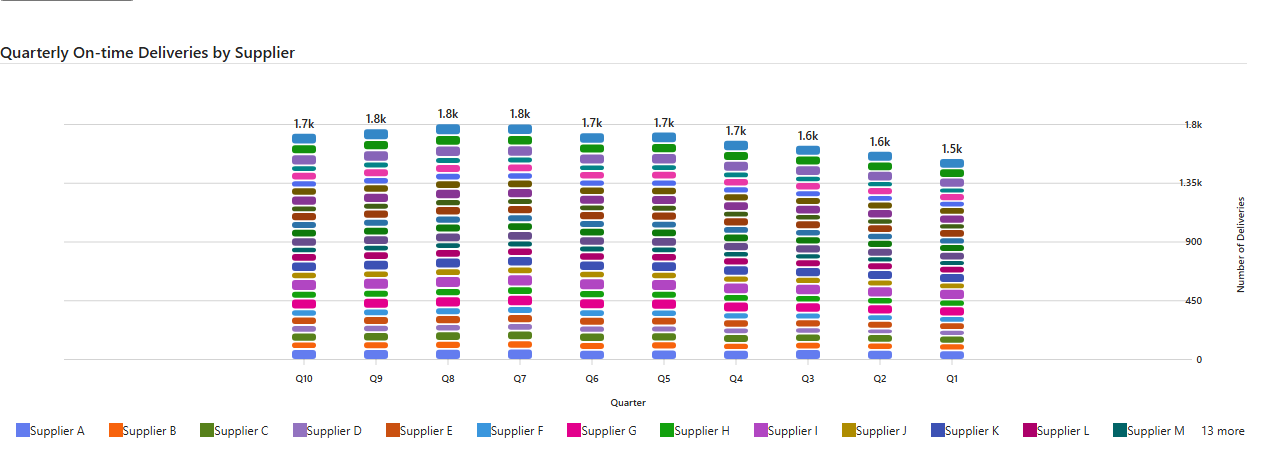 Quarterly On-time Deliveries by Supplier
1.7k 1.8k 1.8k 1.8k 1.7k 1.7k 1.7k 1.6k 1.6k 1.5k
1.8k
1.35k
900
450
0
Number of Deliveries
Q10 Q9 Q8 Q7 Q6 Q5 Q4 Q3 Q2 Q1
Quarter
Supplier A Supplier B Supplier C Supplier D Supplier E Supplier F Supplier G Supplier H Supplier I Supplier J Supplier K Supplier L Supplier M 13 more